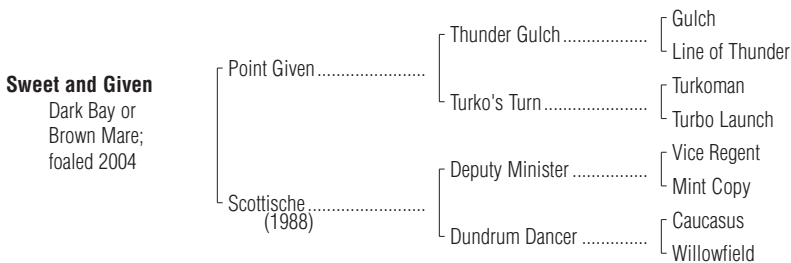 Gulch
Thunder Gulch....................
Line of Thunder
Point Given.........................
Turkoman
Turko's Turn........................
Turbo Launch
Sweet and Given
Dark Bay or
Brown Mare;
foaled 2004
Vice Regent
Deputy Minister..................
Mint Copy
Scottische...........................
(1988)
Caucasus
Dundrum Dancer...............
Willowfield